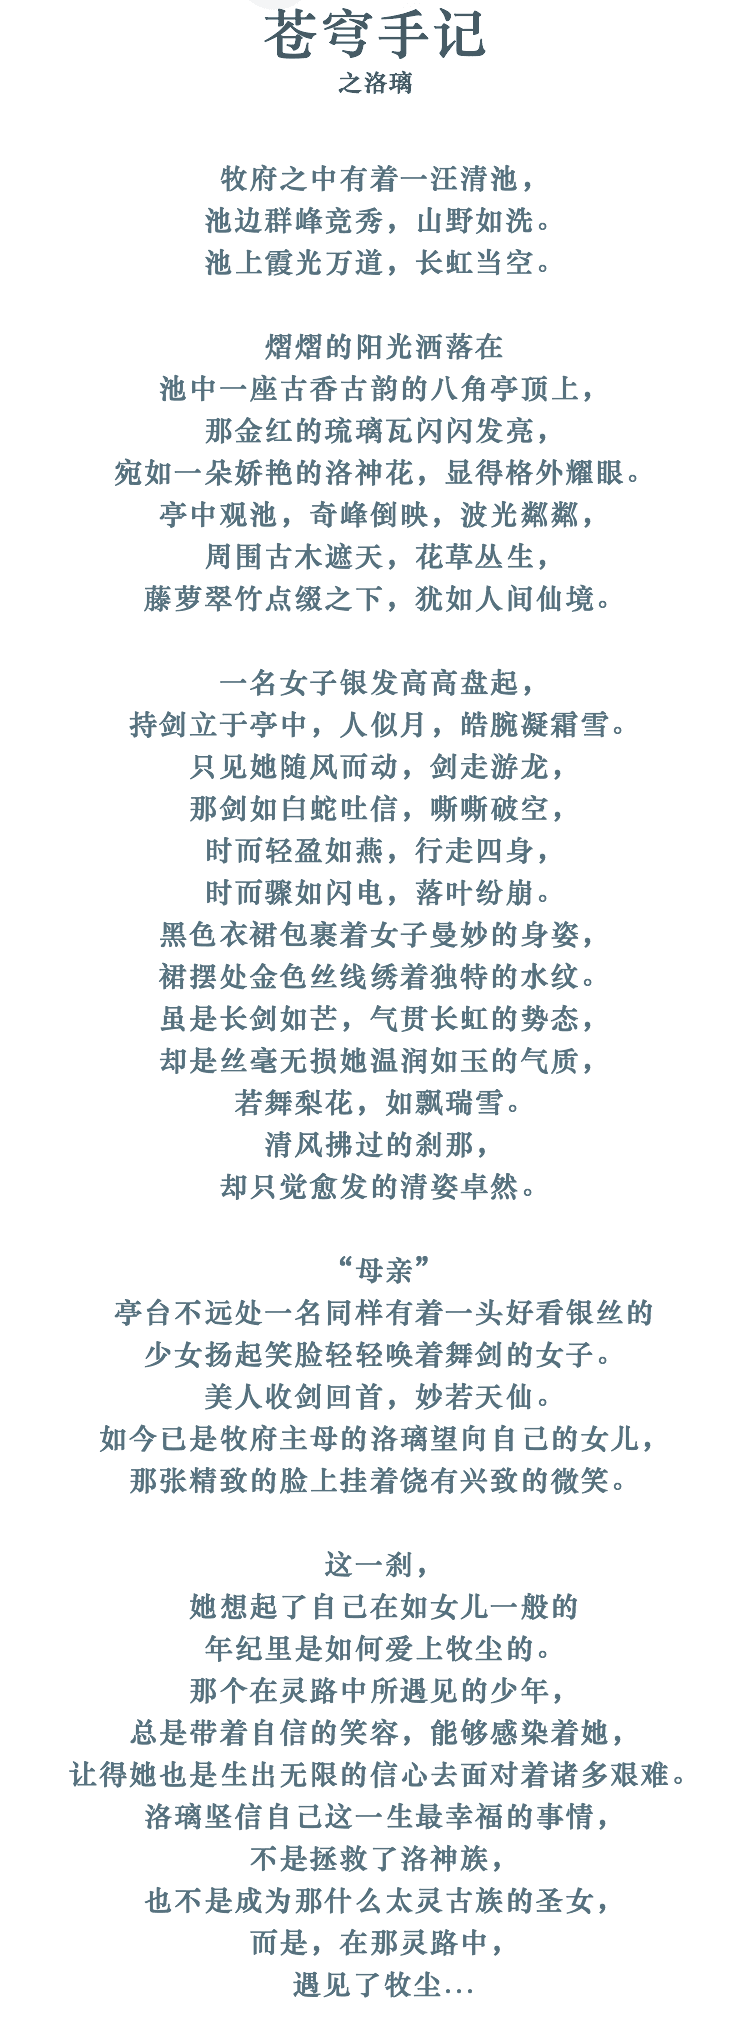 苍穹手记
之洛璃
牧府之中有着一汪清池，
池边群峰竞秀，山野如洗。
池上霞光万道，长虹当空。
熠熠的阳光洒落在
池中一座古香古韵的八角亭顶上，
那金红的琉璃瓦闪闪发亮，
宛如一朵娇艳的洛神花，显得格外耀眼。
亭中观池，奇峰倒映，波光粼粼，
周围古木遮天，花草丛生，
藤萝翠竹点缀之下，犹如人间仙境。
一名女子银发高高盘起，
持剑立于亭中，人似月，皓腕凝霜雪。
只见她随风而动，剑走游龙，
那剑如白蛇吐信，嘶嘶破空，
时而轻盈如燕，行走四身，
时而骤如闪电，落叶纷崩。
黑色衣裙包裹着女子曼妙的身姿，
裙摆处金色丝线绣着独特的水纹。
虽是长剑如芒，气贯长虹的势态，
却是丝毫无损她温润如玉的气质，
若舞梨花，如飘瑞雪。
清风拂过的刹那，
却只觉愈发的清姿卓然。
“母亲”
亭台不远处一名同样有着一头好看银丝的
少女扬起笑脸轻轻唤着舞剑的女子。
美人收剑回首，妙若天仙。
如今已是牧府主母的洛璃望向自己的女儿，
那张精致的脸上挂着饶有兴致的微笑。
这一刹，
她想起了自己在如女儿一般的
年纪里是如何爱上牧尘的。
那个在灵路中所遇见的少年，
总是带着自信的笑容，能够感染着她，
让得她也是生出无限的信心去面对着诸多艰难。
洛璃坚信自己这一生最幸福的事情，
不是拯救了洛神族，
也不是成为那什么太灵古族的圣女，
而是，在那灵路中，
遇见了牧尘...